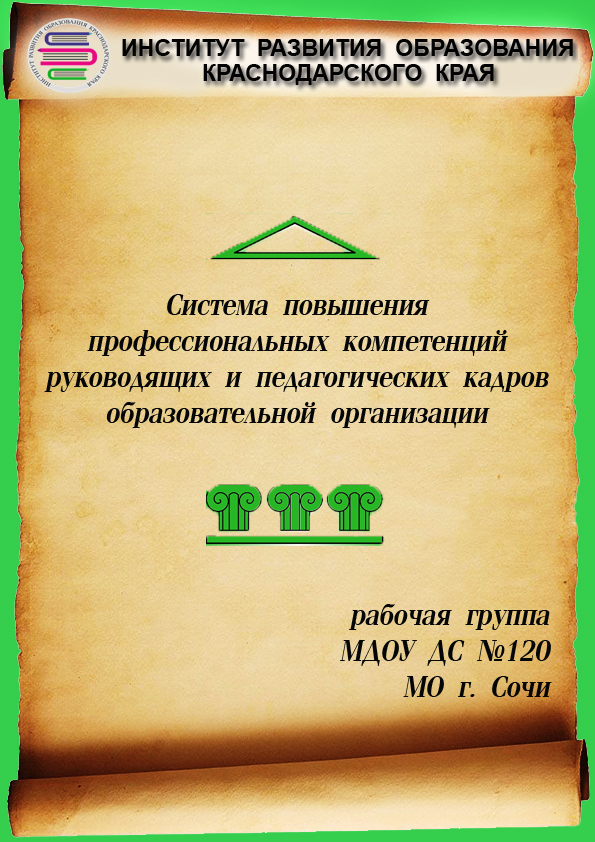 ИНСТИТУТ РАЗВИТИЯ ОБРАЗОВАНИЯ КРАСНОДАРСКОГО КРАЯ
ИНСТИТУТ РАЗВИТИЯ ОБРАЗОВАНИЯ
КРАСНОДАРСКОГО КРАЯ
Система повышения
профессиональных компетенций
руководящих и педагогических кадров
образовательной организации
рабочая группа
МДОУ ДС №120
МО г. Сочи